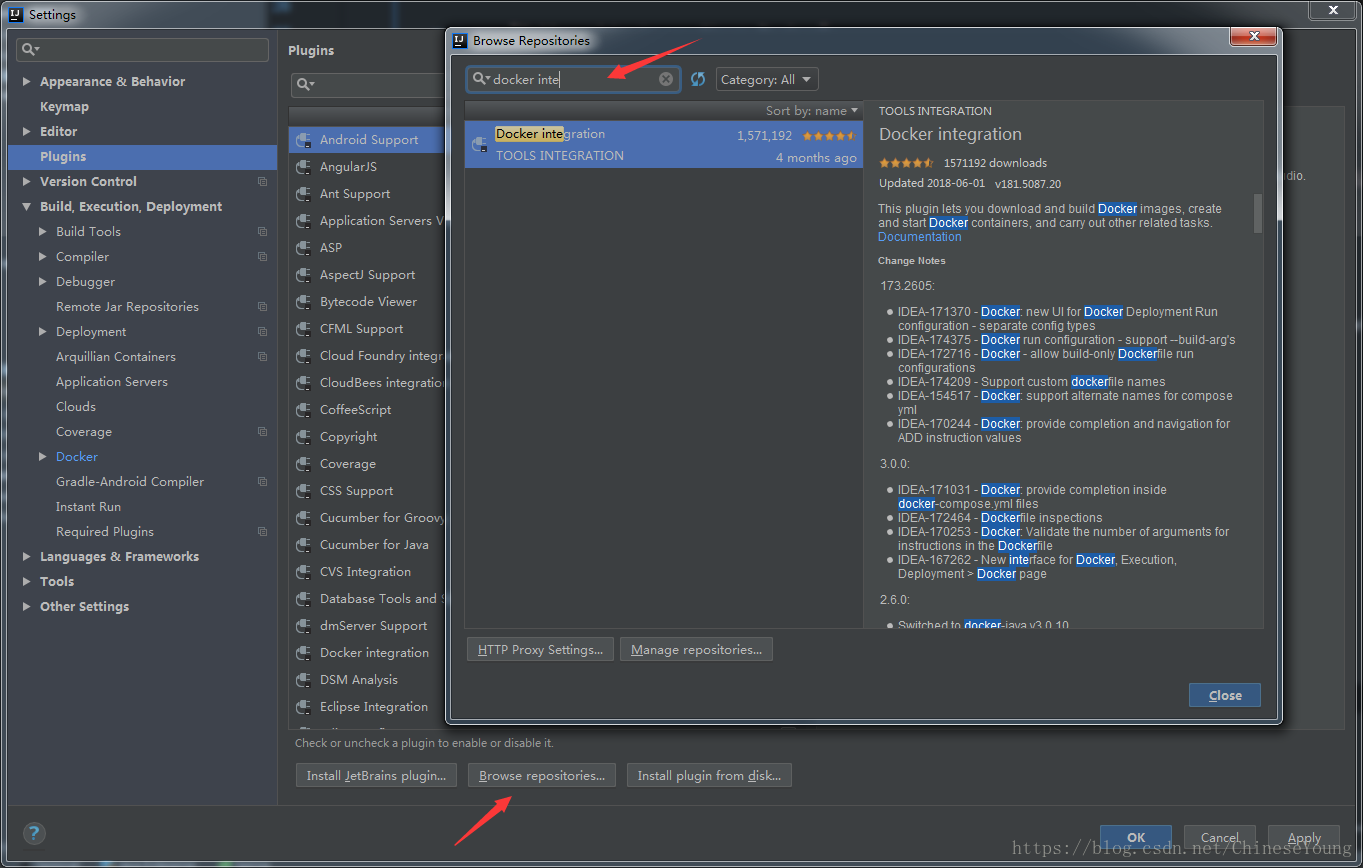 Settings
Appearance & Behavior
Keymap
Editor
Plugins
Version Control
Build, Execution, Deployment
Build Tools
Compiler
Debugger
Remote Jar Repositories
Deployment
Arquillian Containers
Application Servers
Clouds
Coverage
Docker
Gradle-Android Compiler
Instant Run
Required Plugins
Languages & Frameworks
Tools
Other Settings
Plugins
Android Support
AngularJS
Ant Support
Application Servers V
ASP
AspectJ Support
Bytecode Viewer
CFML Support
Cloud Foundry integr
CloudBees integration
CoffeeScript
Copyright
Coverage
CSS Support
Cucumber for Groovy
Cucumber for Java
CVS Integration
Database Tools and S
dmServer Support
Docker integration
DSM Analysis
Eclipse Integration
Check or uncheck a plugin to enable or disable it.
Install JetBrains plugin...
Browse repositories...
Install plugin from disk...
dio.
Browse Repositories
docker inte
Category: All
Sort by: name
Docker integration
1,571,192
TOOLS INTEGRATION
4 months ago
TOOLS INTEGRATION
Docker integration
1571192 downloads
Updated 2018-06-01 v181.5087.20
This plugin lets you download and build Docker images, create
and start Docker containers, and carry out other related tasks.
Documentation
Change Notes
173.2605:
IDEA-171370 - Docker: new UI for Docker Deployment Run
configuration - separate config types
IDEA-174375 - Docker run configuration - support --build-arg's
IDEA-172716 - Docker - allow build-only Dockerfile run
configurations
IDEA-174209 - Support custom dockerfile names
IDEA-154517 - Docker: support alternate names for compose
yml
IDEA-170244 - Docker: provide completion and navigation for
ADD instruction values
3.0.0:
IDEA-171031 - Docker: provide completion inside
docker-compose.yml files
IDEA-172464 - Dockerfile inspections
IDEA-170253 - Docker: Validate the number of arguments for
instructions in the Dockerfile
IDEA-167262 - New interface for Docker, Execution,
Deployment > Docker page
2.6.0:
Switched to docker-java v3.0.10
HTTP Proxy Settings...
Manage repositories...
Close
?
OK
Cancel
Apply
https://blog.csdn.net/ChineseYoung